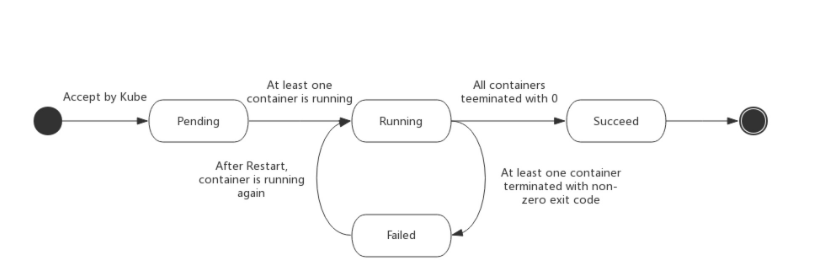 Accept by Kube
At least one
container is running
All containers
teeminated with 0
Pending
Running
Succeed
After Restart,
container is running
again
At least one container
terminated with non-
zero exit code
Failed